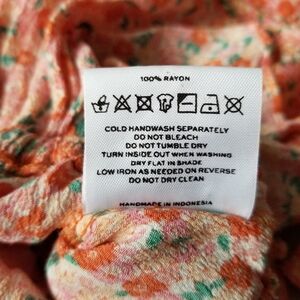 100% RAYON
COLD HANDWASH SEPARATELY
DO NOT BLEACH
DO NOT TUMBLE DRY
TURN INSIDE OUT WHEN WASHING
DRY FLAT IN SHADE
LOW IRON AS NEEDED ON REVERSE
DO NOT DRY CLEAN
HANDMADE IN INDONESIA